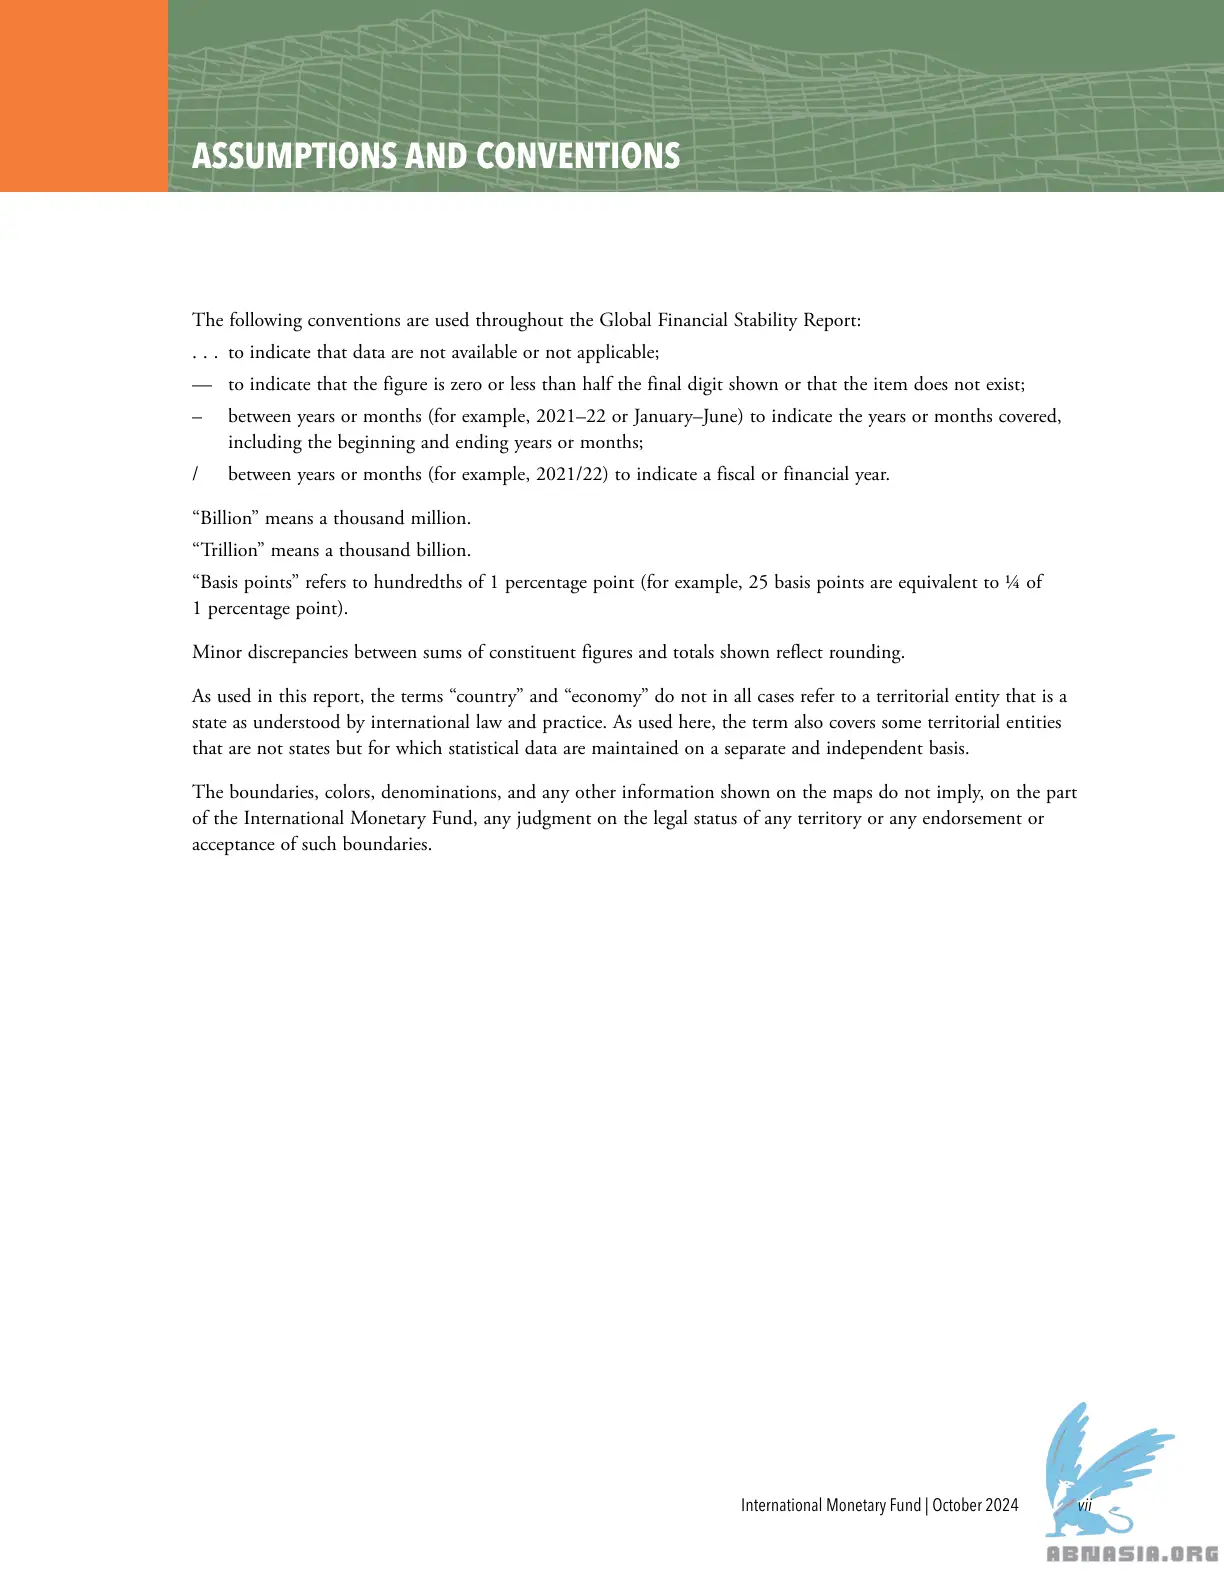 ASSUMPTIONS AND CONVENTIONS
The following conventions are used throughout the Global Financial Stability Report:
. . . to indicate that data are not available or not applicable;
— to indicate that the figure is zero or less than half the final digit shown or that the item does not exist;
– between years or months (for example, 2021–22 or January–June) to indicate the years or months covered,
including the beginning and ending years or months;
/ between years or months (for example, 2021/22) to indicate a fiscal or financial year.
“Billion” means a thousand million.
“Trillion” means a thousand billion.
“Basis points” refers to hundredths of 1 percentage point (for example, 25 basis points are equivalent to ¼ of
1 percentage point).
Minor discrepancies between sums of constituent figures and totals shown reflect rounding.
As used in this report, the terms “country” and “economy” do not in all cases refer to a territorial entity that is a
state as understood by international law and practice. As used here, the term also covers some territorial entities
that are not states but for which statistical data are maintained on a separate and independent basis.
The boundaries, colors, denominations, and any other information shown on the maps do not imply, on the part
of the International Monetary Fund, any judgment on the legal status of any territory or any endorsement or
acceptance of such boundaries.
International Monetary Fund | October 2024 vii
ABNASIA.ORG